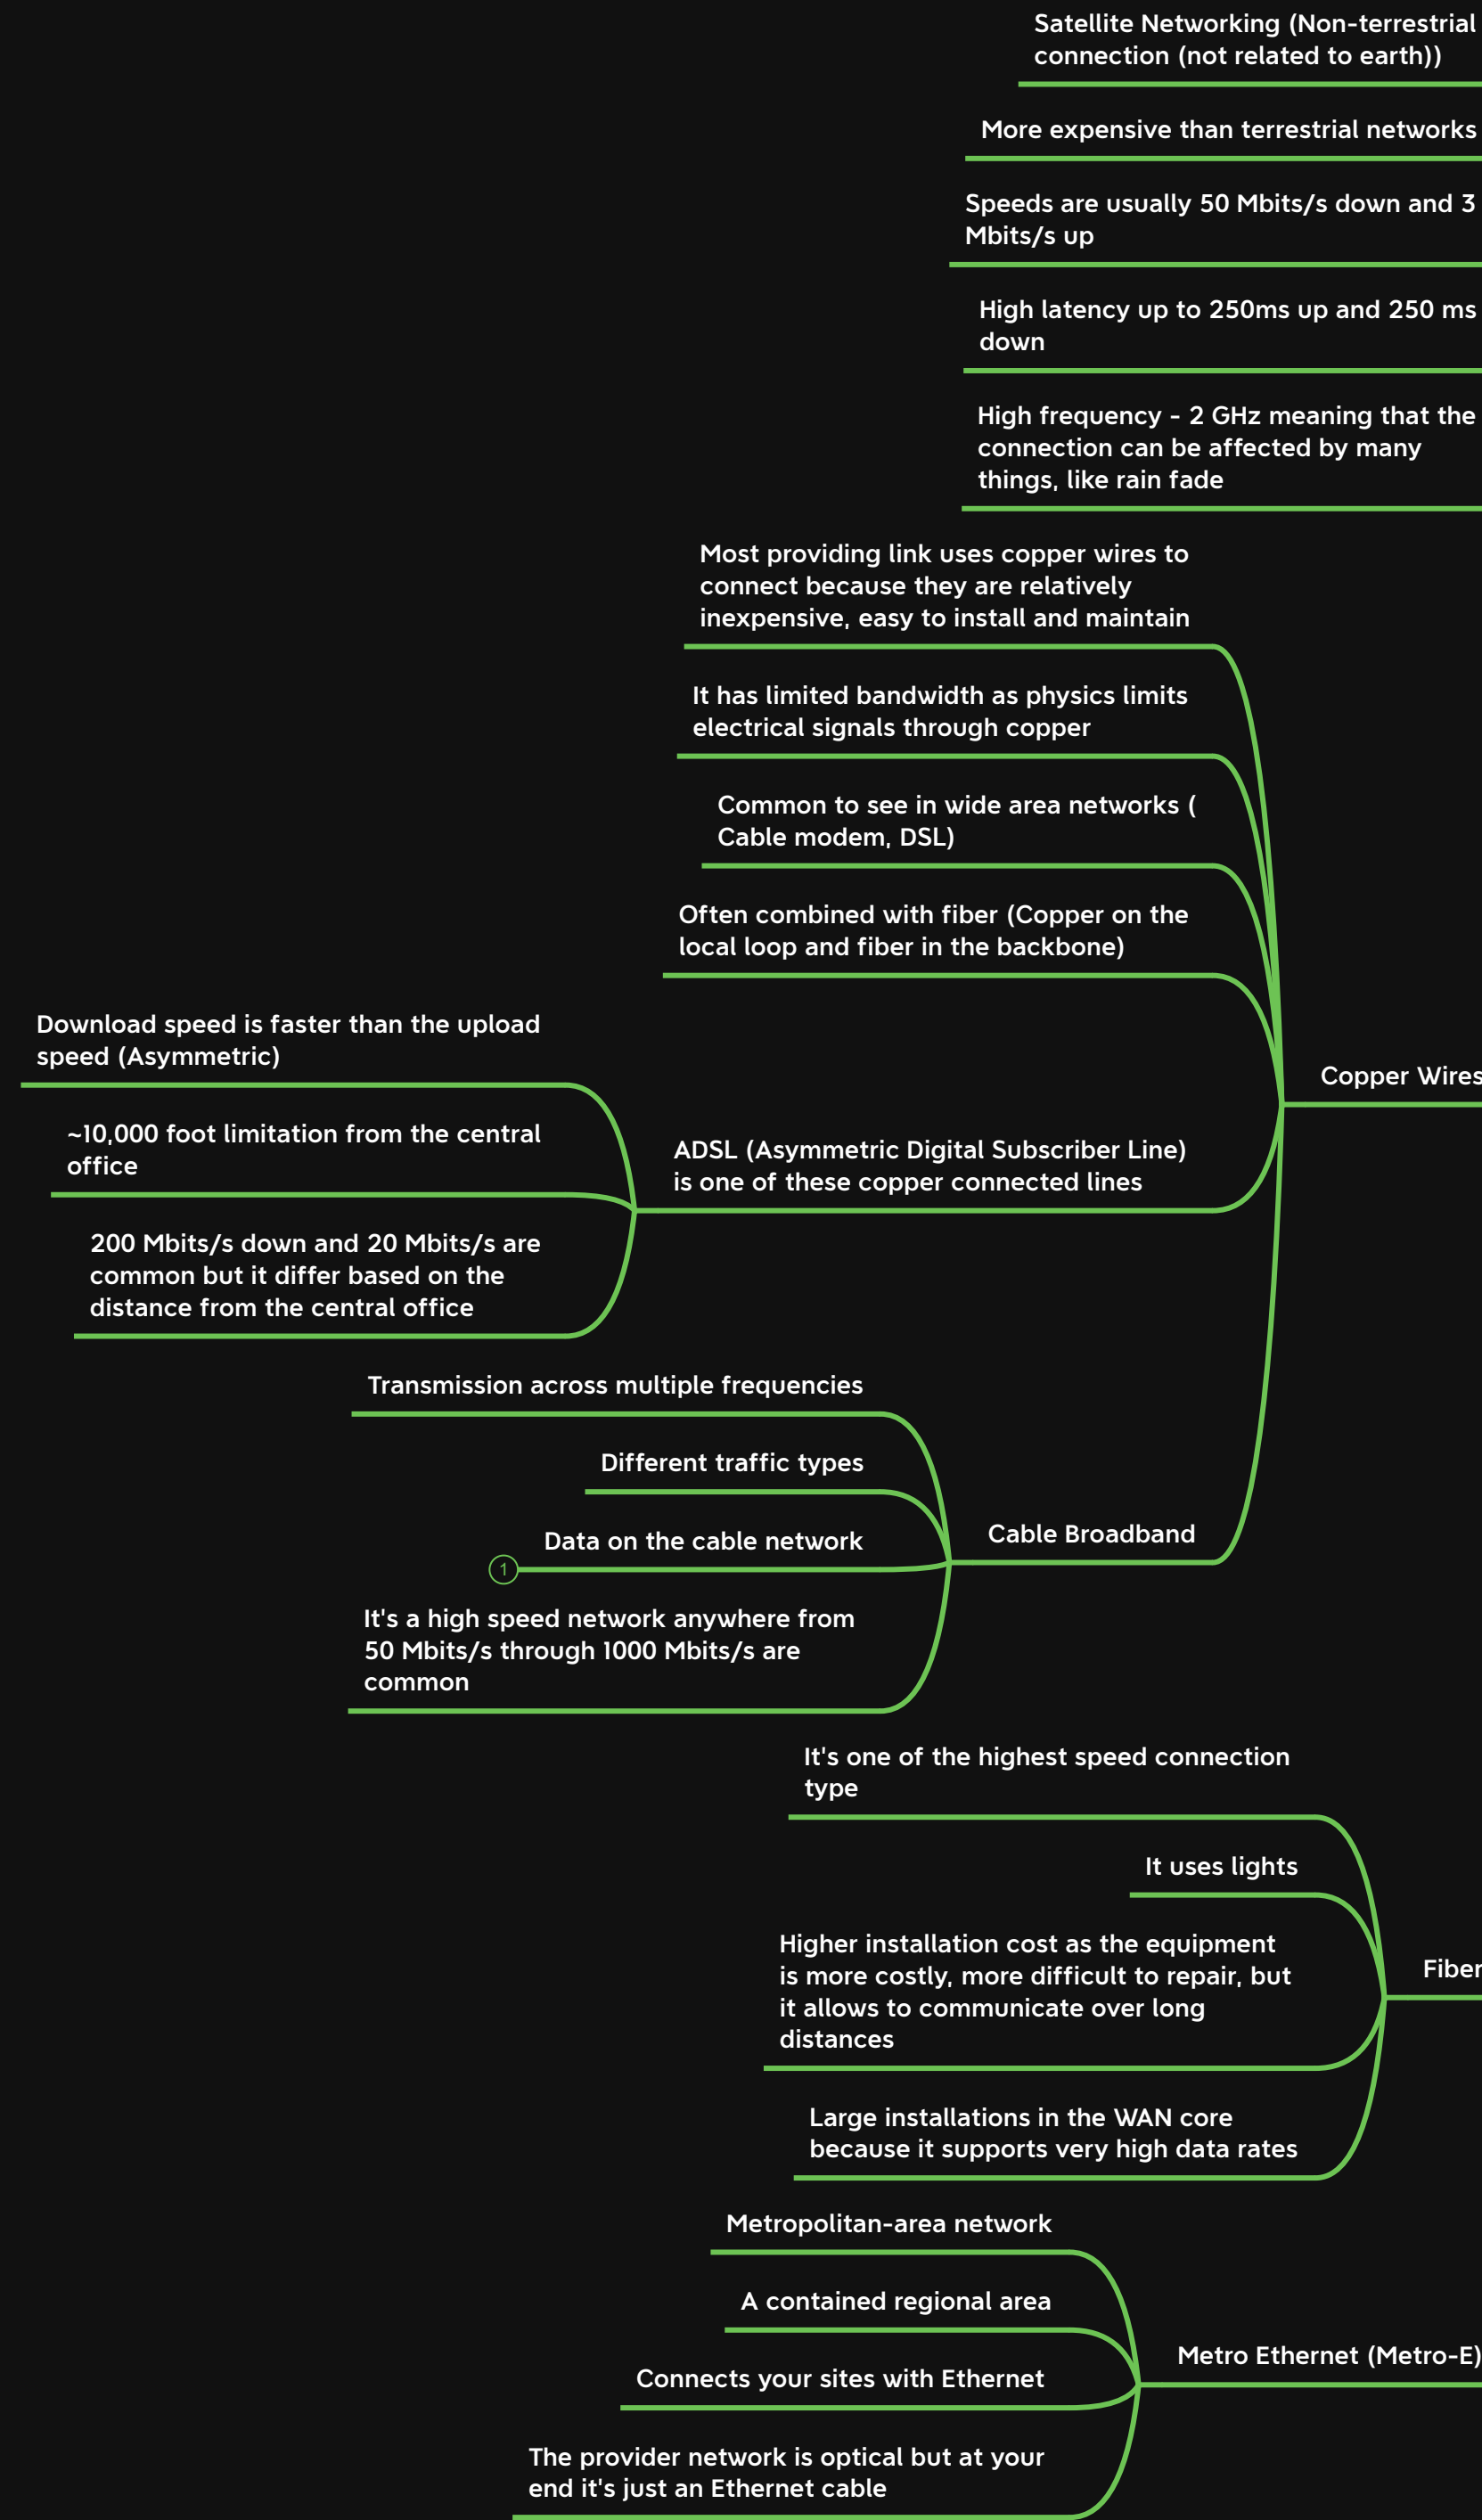 Satellite Networking (Non-terrestrial
connection (not related to earth))
More expensive than terrestrial networks
Speeds are usually 50 Mbits/s down and 3
Mbits/s up
High latency up to 250ms up and 250 ms
down
High frequency - 2 GHz meaning that the
connection can be affected by many
things, like rain fade
Most providing link uses copper wires to
connect because they are relatively
inexpensive, easy to install and maintain
It has limited bandwidth as physics limits
electrical signals through copper
Common to see in wide area networks (
Cable modem, DSL)
Often combined with fiber (Copper on the
local loop and fiber in the backbone)
Download speed is faster than the upload
speed (Asymmetric)
Copper Wires
~10,000 foot limitation from the central
office
ADSL (Asymmetric Digital Subscriber Line)
is one of these copper connected lines
200 Mbits/s down and 20 Mbits/s are
common but it differ based on the
distance from the central office
Transmission across multiple frequencies
Different traffic types
Data on the cable network
1
Cable Broadband
It's a high speed network anywhere from
50 Mbits/s through 1000 Mbits/s are
common
It's one of the highest speed connection
type
It uses lights
Higher installation cost as the equipment
is more costly, more difficult to repair, but
it allows to communicate over long
distances
Fiber
Large installations in the WAN core
because it supports very high data rates
Metropolitan-area network
A contained regional area
Connects your sites with Ethernet
Metro Ethernet (Metro-E)
The provider network is optical but at your
end it's just an Ethernet cable